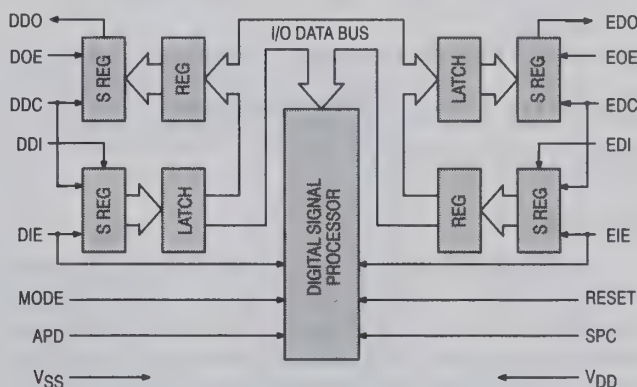 DDO
DOE
DDC
DDI
DIE
MODE
APD
VSS
S REG
REG
S REG
LATCH
I/O DATA BUS
DIGITAL SIGNAL
PROCESSOR
LATCH
S REG
REG
S REG
EDO
EOE
EDC
EDI
EIE
RESET
SPC
VDD